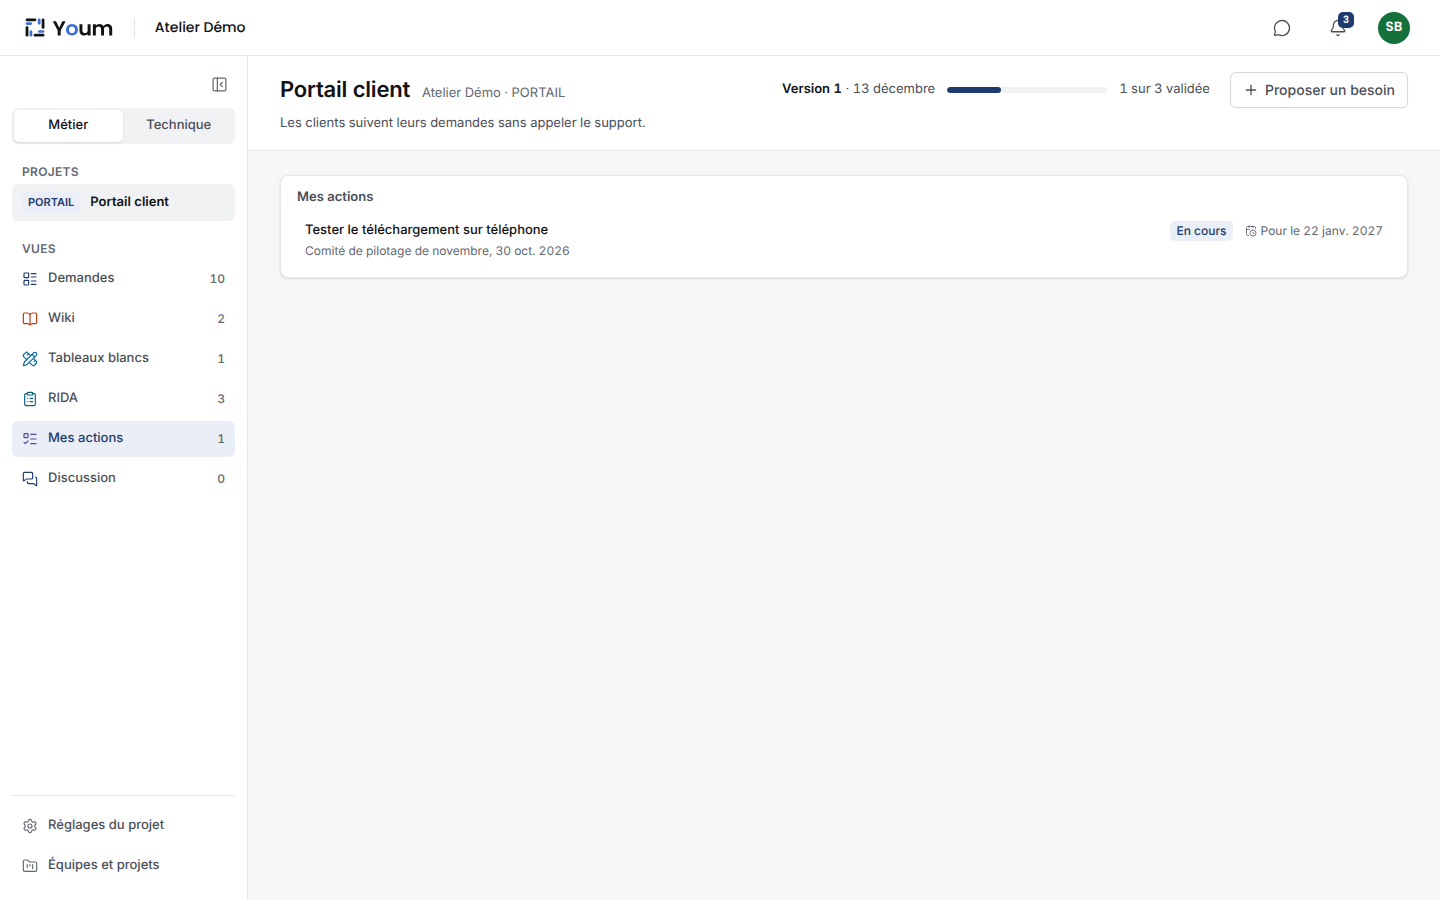 Youm
Atelier Démo
3
SB
Métier
Technique
PROJETS
PORTAIL Portail client
VUES
Demandes 10
Wiki 2
Tableaux blancs 1
RIDA 3
Mes actions 1
Discussion 0
Réglages du projet
Équipes et projets
Portail client Atelier Démo · PORTAIL
Les clients suivent leurs demandes sans appeler le support.
Version 1 · 13 décembre
1 sur 3 validée
Proposer un besoin
Mes actions
Tester le téléchargement sur téléphone
Comité de pilotage de novembre, 30 oct. 2026
En cours
Pour le 22 janv. 2027